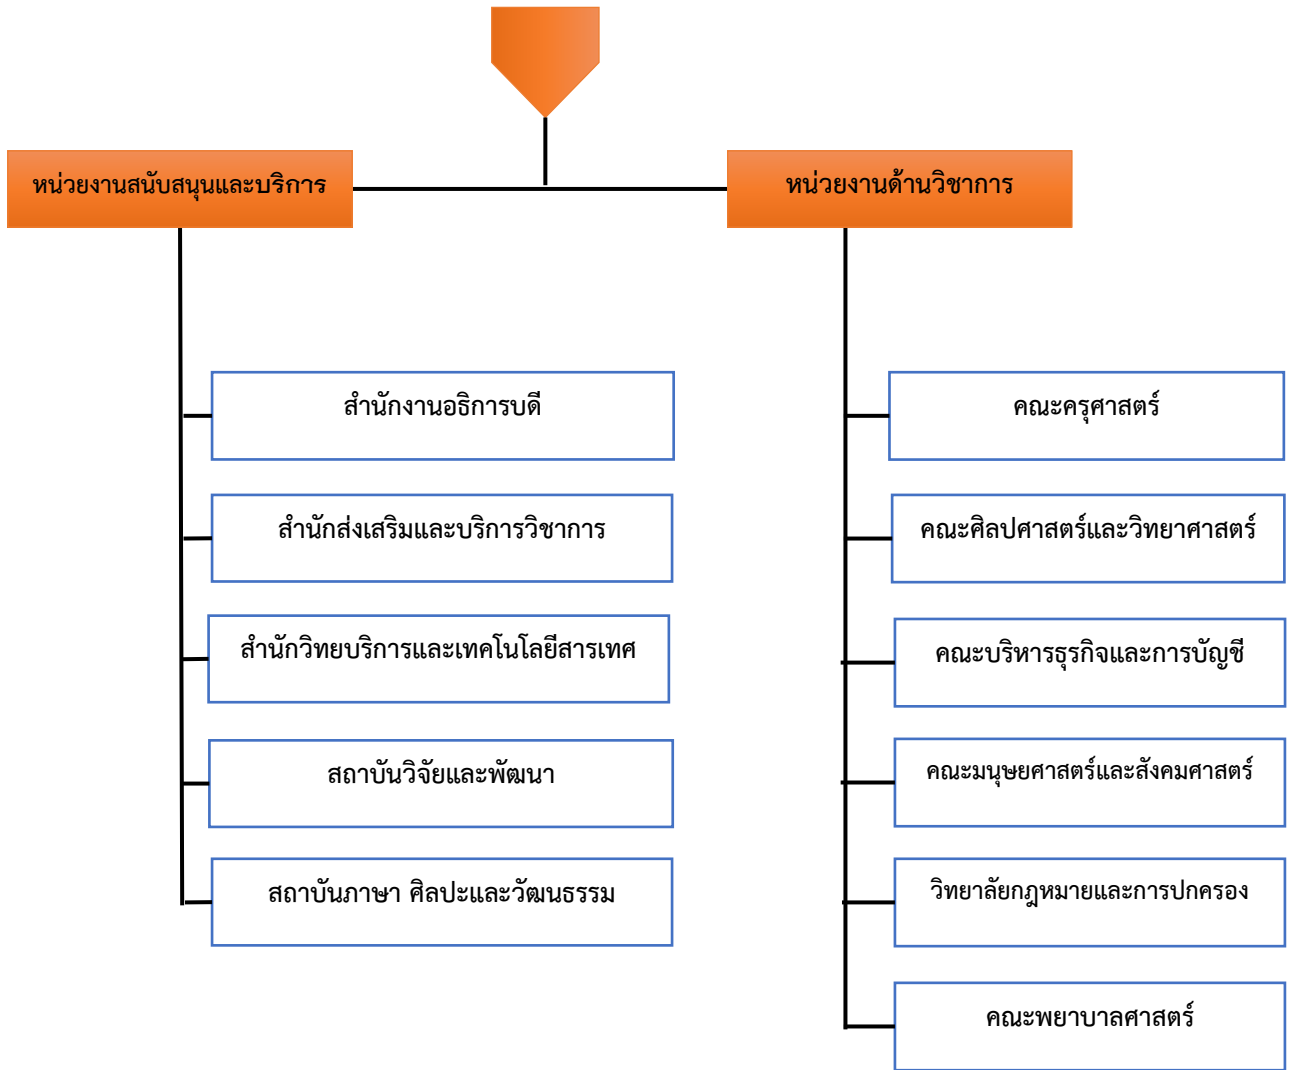 หน่วยงานสนับสนุนและบริการ
หน่วยงานด้านวิชาการ
สำนักงานอธิการบดี
สำนักส่งเสริมและบริการวิชาการ
สำนักวิทยบริการและเทคโนโลยีสารเทศ
สถาบันวิจัยและพัฒนา
สถาบันภาษา ศิลปะและวัฒนธรรม
คณะครุศาสตร์
คณะศิลปศาสตร์และวิทยาศาสตร์
คณะบริหารธุรกิจและการบัญชี
คณะมนุษยศาสตร์และสังคมศาสตร์
วิทยาลัยกฎหมายและการปกครอง
คณะพยาบาลศาสตร์